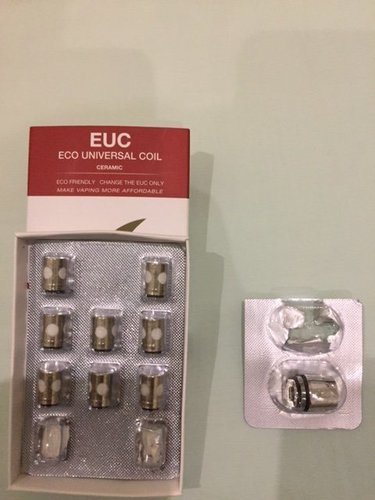 EUC
ECO UNIVERSAL COIL
CERAMIC
ECO FRIENDLY CHANGE THE EUC ONLY
MAKE VAPING MORE AFFORDABLE